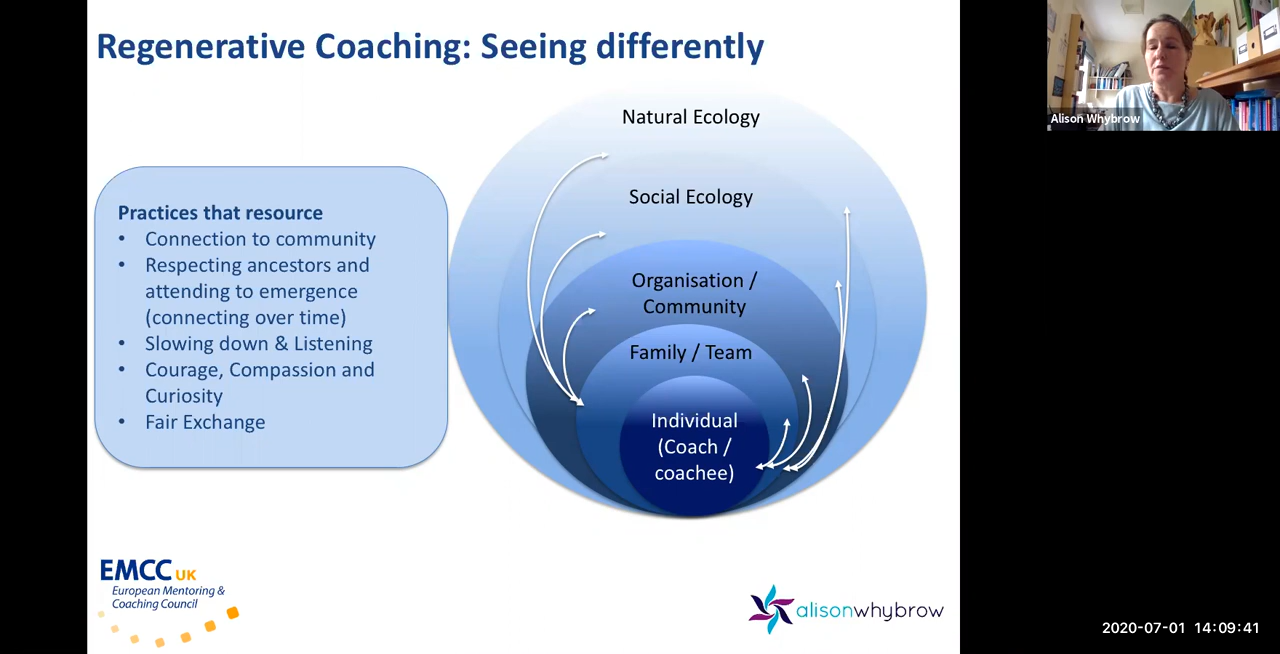 Regenerative Coaching: Seeing differently
Alison Whybrow
Natural Ecology
Social Ecology
Organisation /
Community
Family / Team
Individual
(Coach /
coachee)
Practices that resource
• Connection to community
• Respecting ancestors and
attending to emergence
(connecting over time)
• Slowing down & Listening
• Courage, Compassion and
Curiosity
• Fair Exchange
EMCC UK
European Mentoring &
Coaching Council
alisonwhybrow
2020-07-01 14:09:41